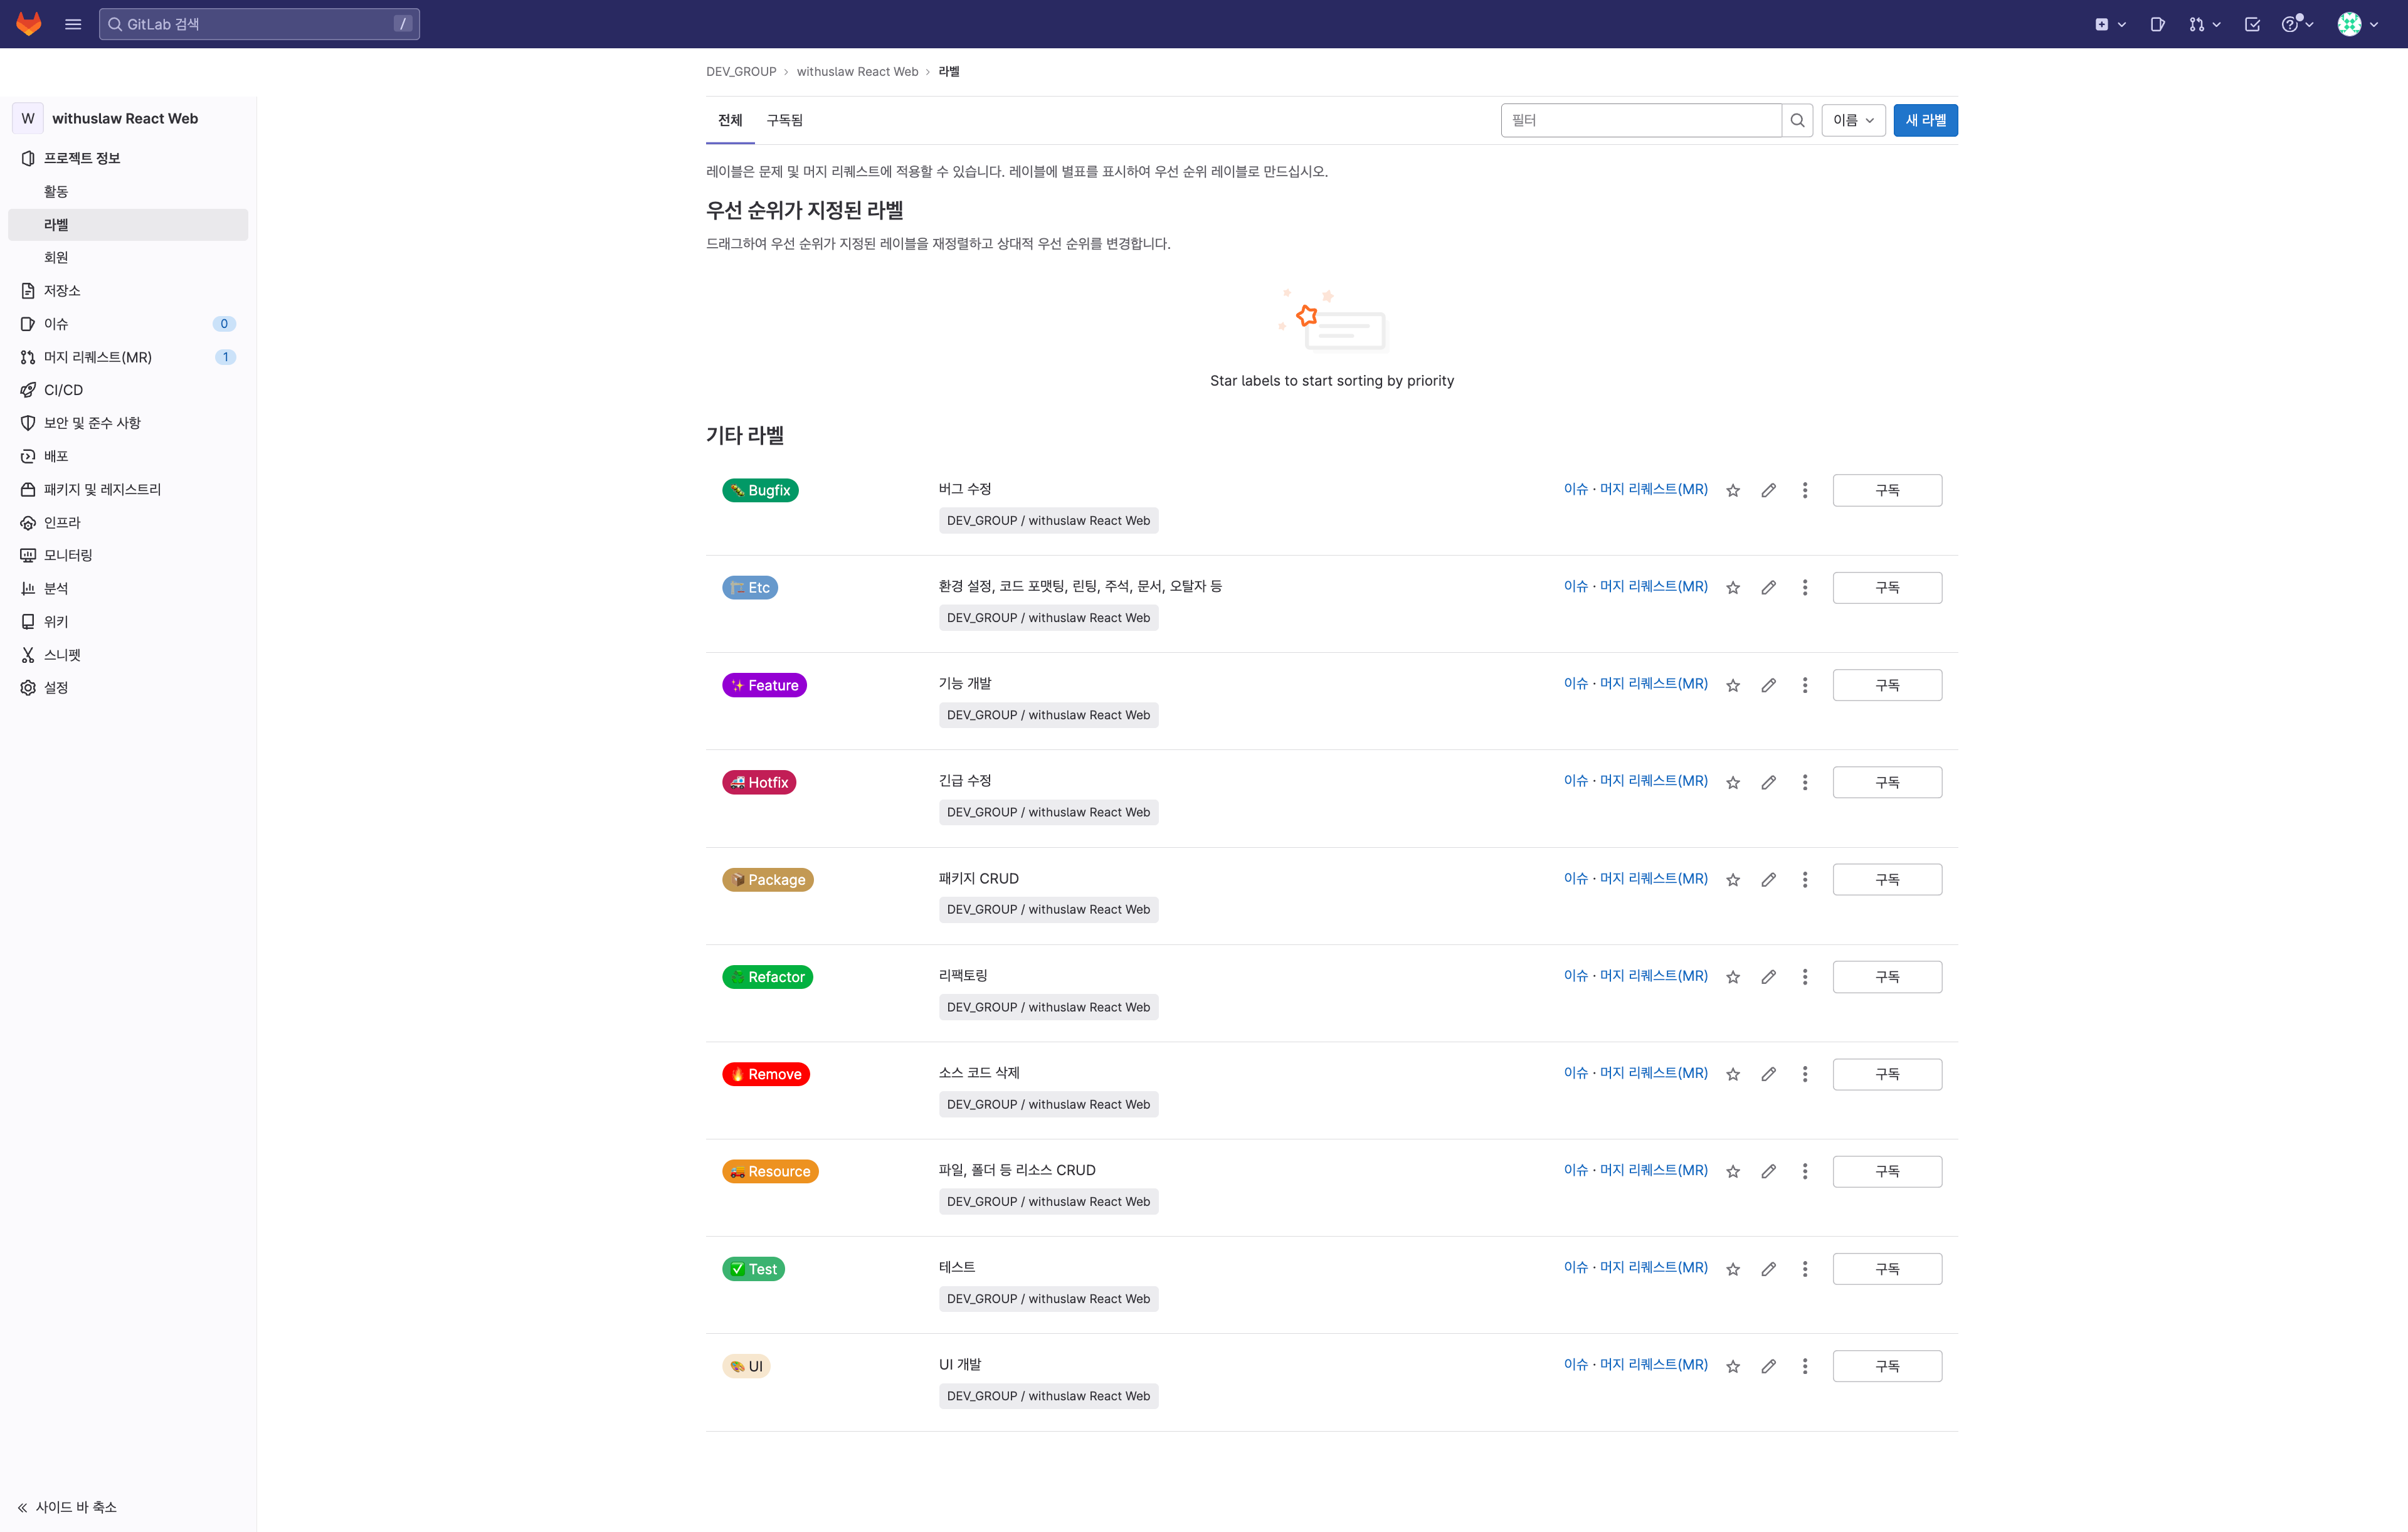 GitLab 검색 /
DEV_GROUP › withuslaw React Web › 라벨
W withuslaw React Web
프로젝트 정보
활동
라벨
회원
저장소
이슈 0
머지 리퀘스트(MR) 1
CI/CD
보안 및 준수 사항
배포
패키지 및 레지스트리
인프라
모니터링
분석
위키
스니펫
설정
사이드 바 축소
전체 구독됨 필터 이름 새 라벨
레이블은 문제 및 머지 리퀘스트에 적용할 수 있습니다. 레이블에 별표를 표시하여 우선 순위 레이블로 만드십시오.
우선 순위가 지정된 라벨
드래그하여 우선 순위가 지정된 레이블을 재정렬하고 상대적 우선 순위를 변경합니다.
Star labels to start sorting by priority
기타 라벨
🐛 Bugfix 버그 수정 이슈 · 머지 리퀘스트(MR) 구독
DEV_GROUP / withuslaw React Web
🏗️ Etc 환경 설정, 코드 포맷팅, 린팅, 주석, 문서, 오탈자 등 이슈 · 머지 리퀘스트(MR) 구독
DEV_GROUP / withuslaw React Web
✨ Feature 기능 개발 이슈 · 머지 리퀘스트(MR) 구독
DEV_GROUP / withuslaw React Web
🚑 Hotfix 긴급 수정 이슈 · 머지 리퀘스트(MR) 구독
DEV_GROUP / withuslaw React Web
📦 Package 패키지 CRUD 이슈 · 머지 리퀘스트(MR) 구독
DEV_GROUP / withuslaw React Web
♻️ Refactor 리팩토링 이슈 · 머지 리퀘스트(MR) 구독
DEV_GROUP / withuslaw React Web
🔥 Remove 소스 코드 삭제 이슈 · 머지 리퀘스트(MR) 구독
DEV_GROUP / withuslaw React Web
🚚 Resource 파일, 폴더 등 리소스 CRUD 이슈 · 머지 리퀘스트(MR) 구독
DEV_GROUP / withuslaw React Web
✅ Test 테스트 이슈 · 머지 리퀘스트(MR) 구독
DEV_GROUP / withuslaw React Web
🎨 UI UI 개발 이슈 · 머지 리퀘스트(MR) 구독
DEV_GROUP / withuslaw React Web